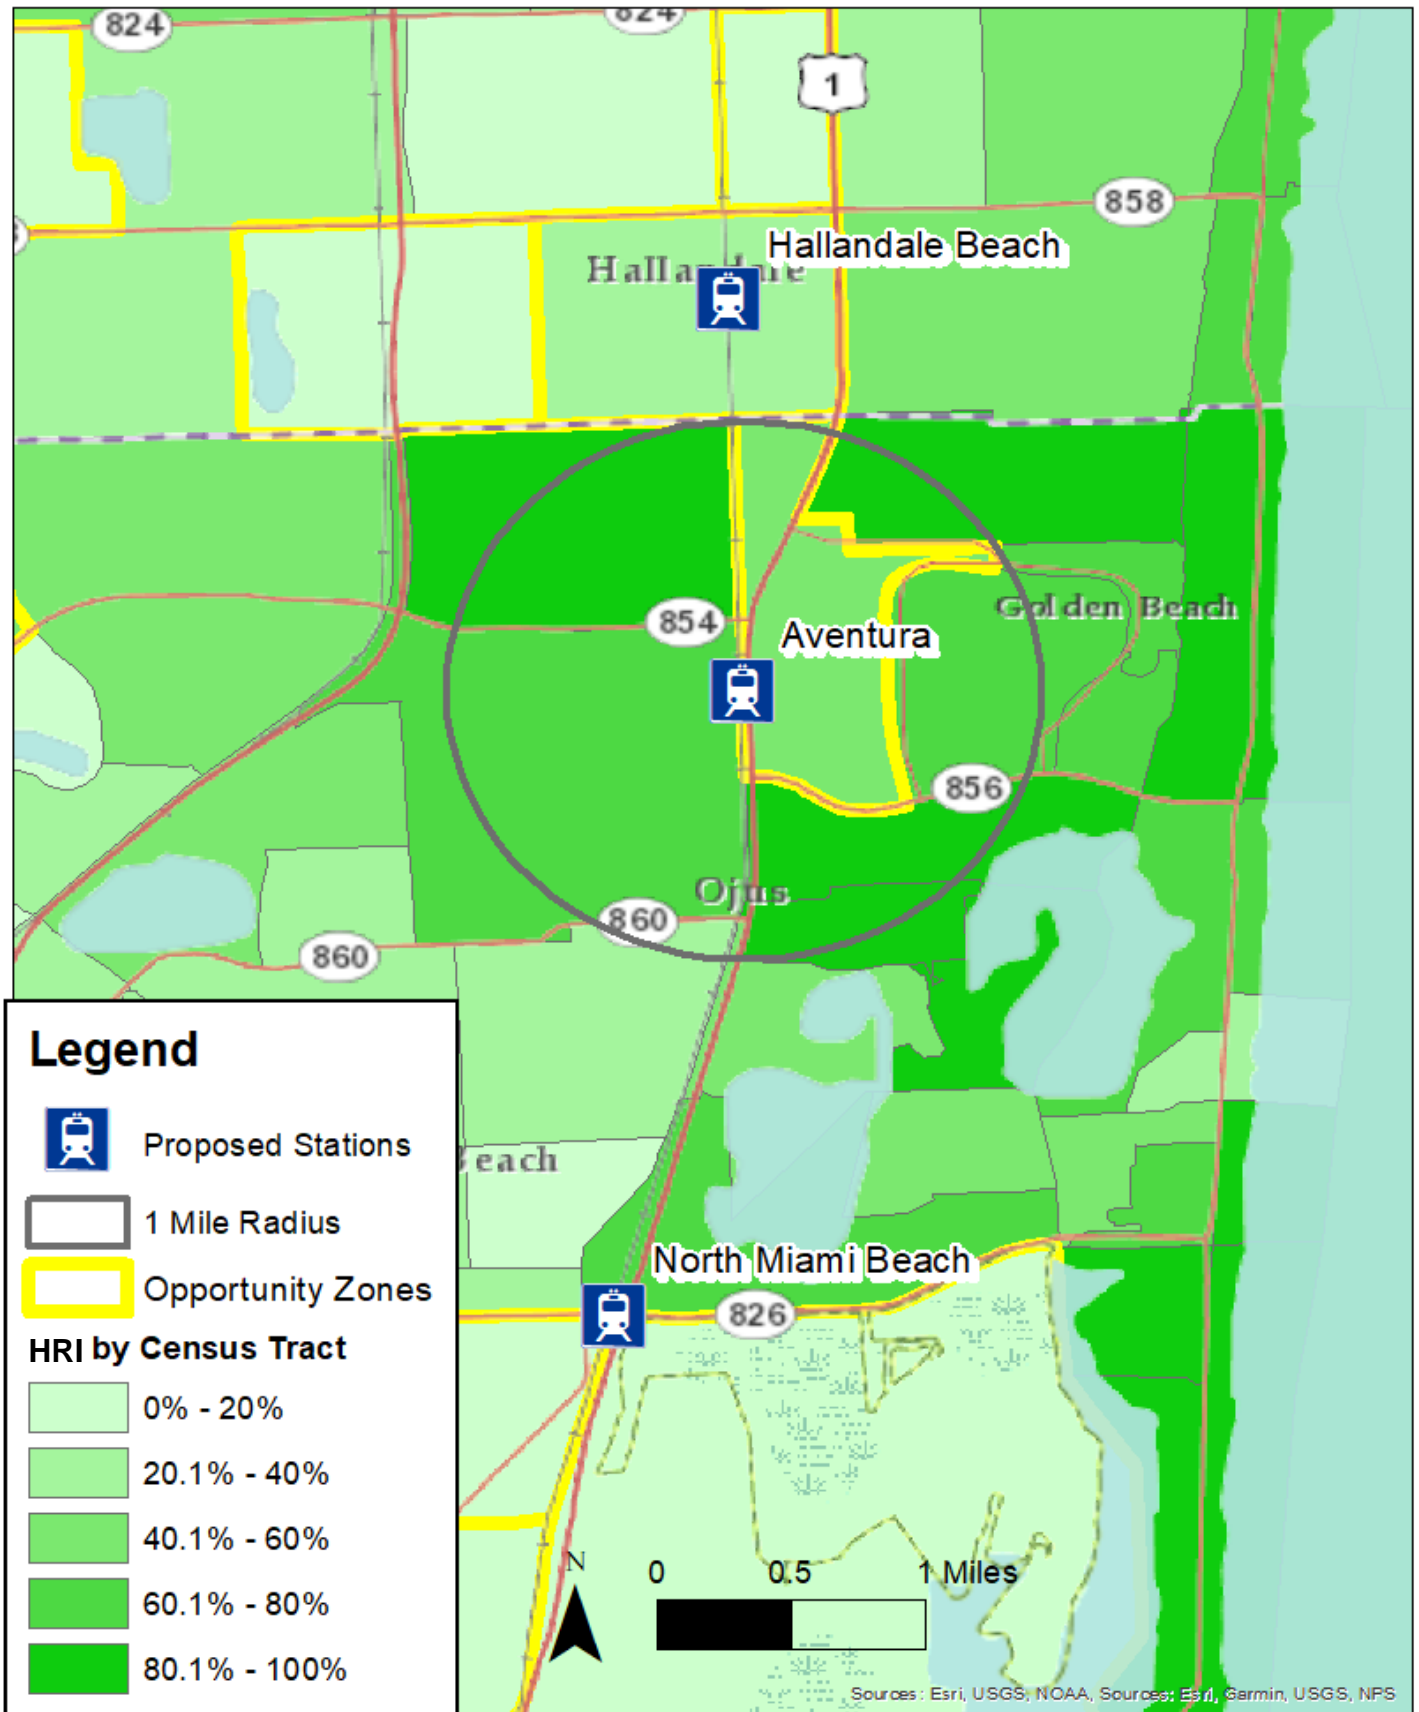 824
824
1
858
Hallandale Beach
Hallandale
854
Golden Beach
Aventura
856
Ojus
860
860
Legend
Proposed Stations
1 Mile Radius
Opportunity Zones
HRI by Census Tract
0% - 20%
20.1% - 40%
40.1% - 60%
60.1% - 80%
80.1% - 100%
Beach
North Miami Beach
826
N
0 0.5 1 Miles
Sources: Esri, USGS, NOAA, Sources: Esri, Garmin, USGS, NPS